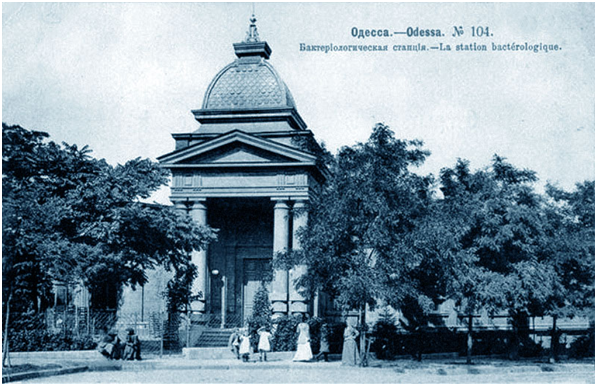 Одесса.—Odessa. № 104.
Бактеріологическая станція.—La station bactérologique.